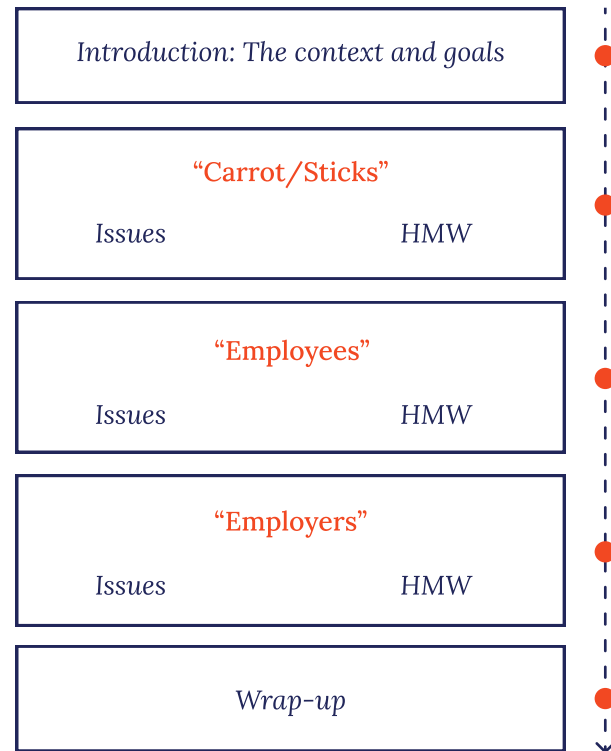 Introduction: The context and goals
“Carrot/Sticks”
Issues HMW
“Employees”
Issues HMW
“Employers”
Issues HMW
Wrap-up